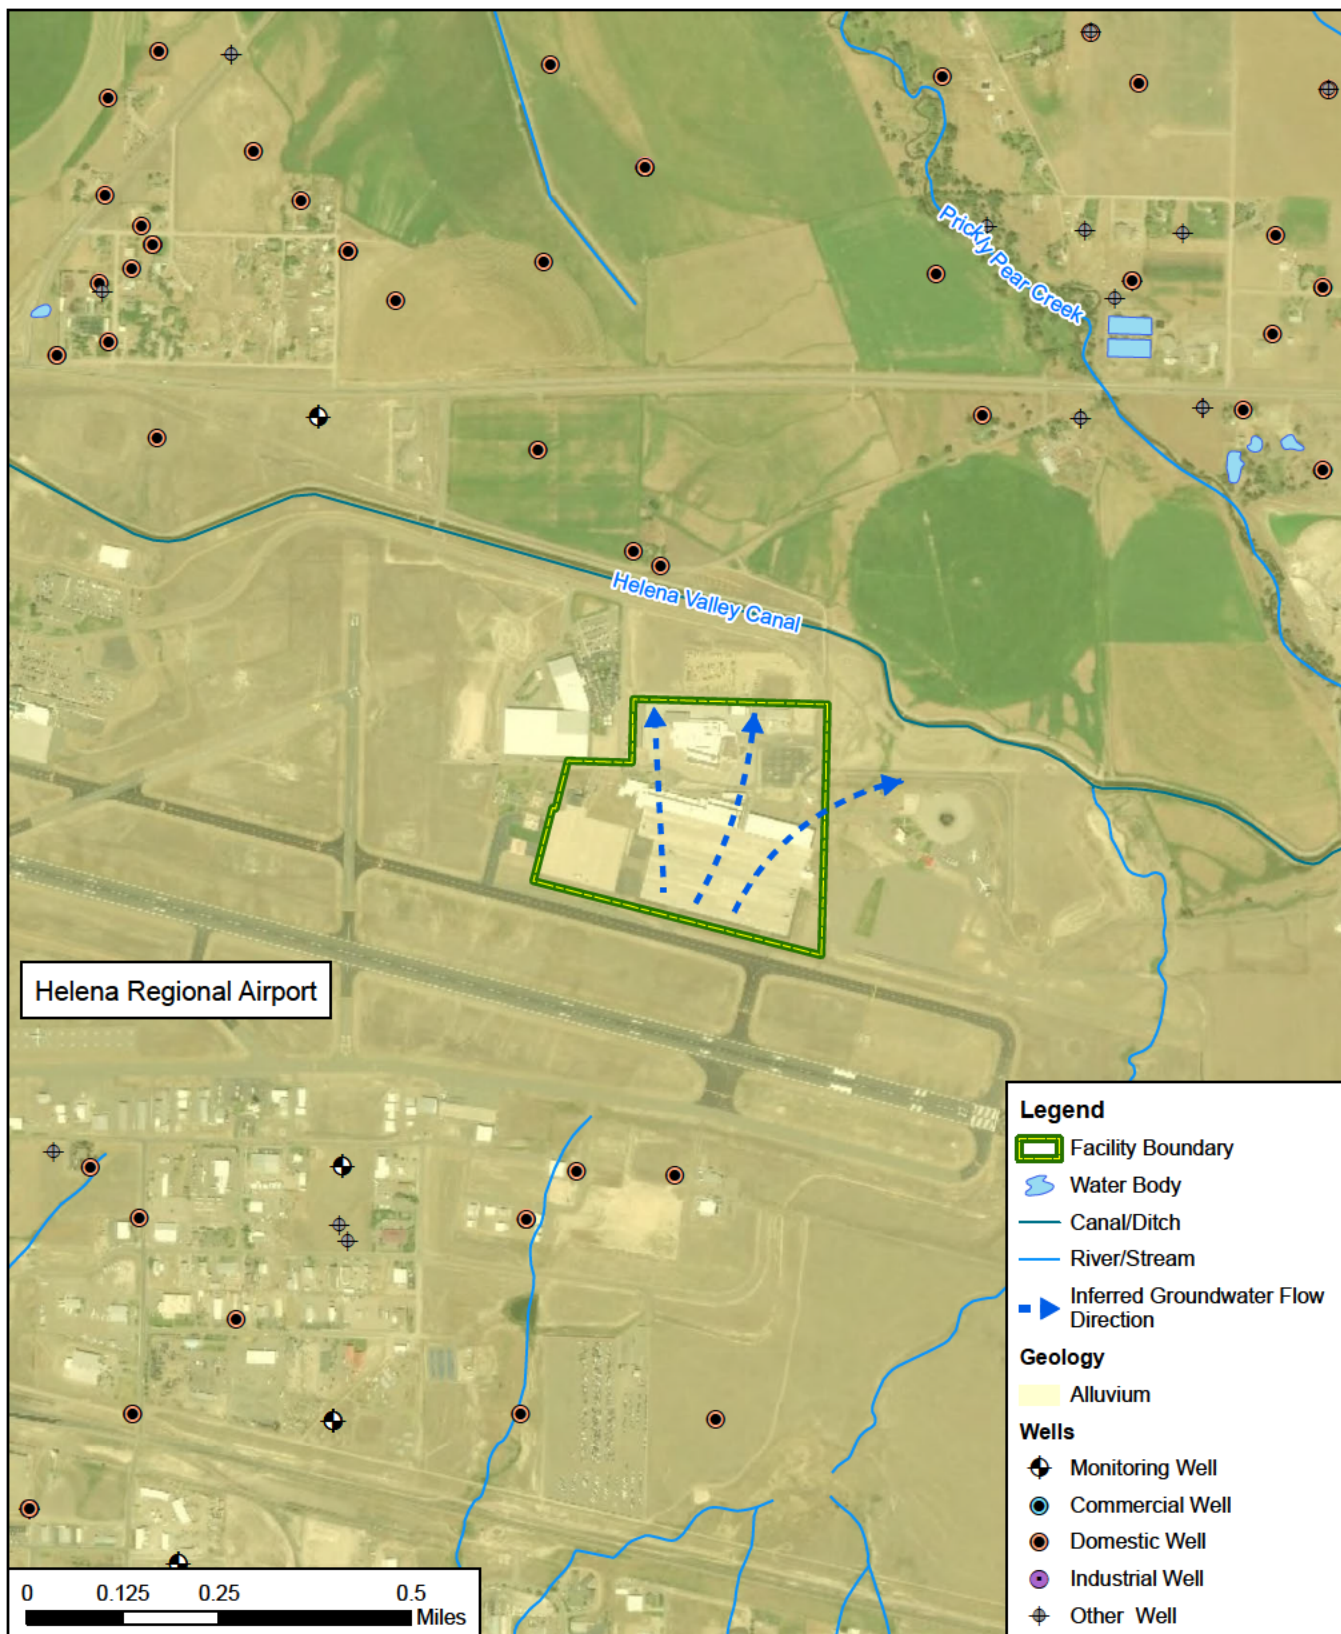 Prickly Pear Creek
Helena Valley Canal
Helena Regional Airport
Legend
Facility Boundary
Water Body
Canal/Ditch
River/Stream
Inferred Groundwater Flow
Direction
Geology
Alluvium
Wells
Monitoring Well
Commercial Well
Domestic Well
Industrial Well
Other Well
0 0.125 0.25 0.5
Miles